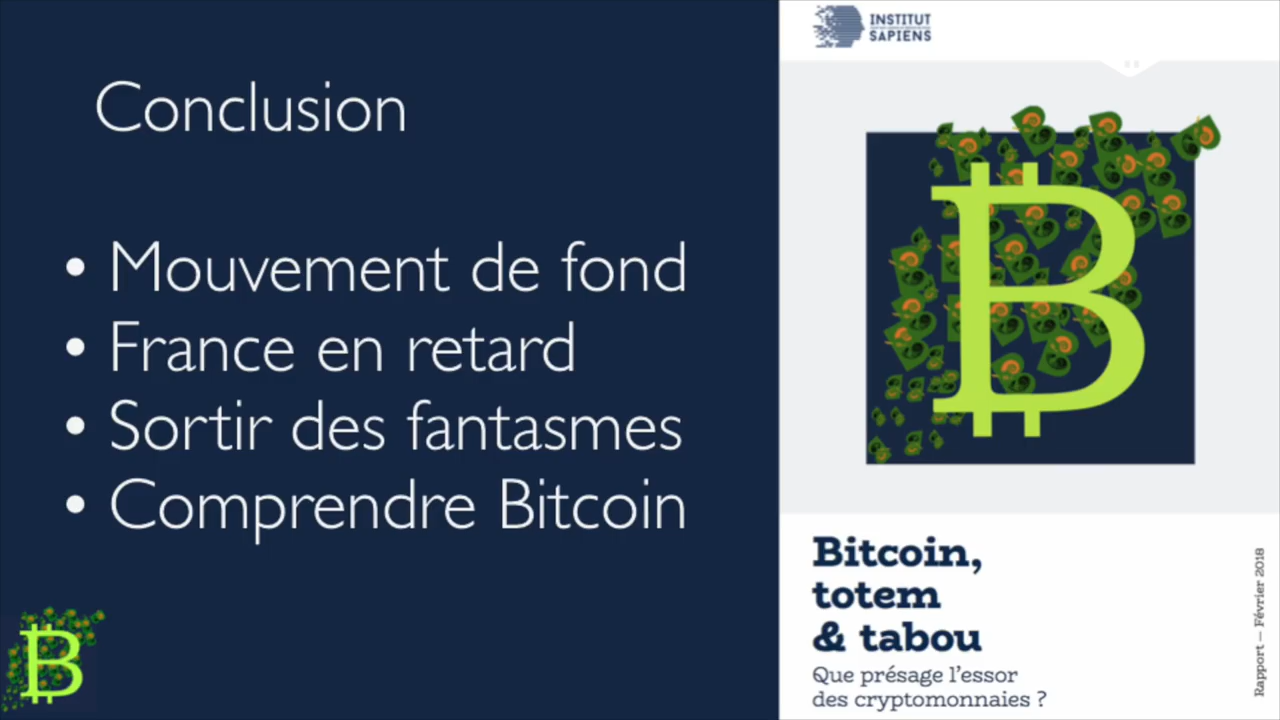 Conclusion
• Mouvement de fond
• France en retard
• Sortir des fantasmes
• Comprendre Bitcoin
INSTITUT
SAPIENS
Bitcoin,
totem
& tabou
Que présage l'essor
des cryptomonnaies ?
Rapport — Février 2018